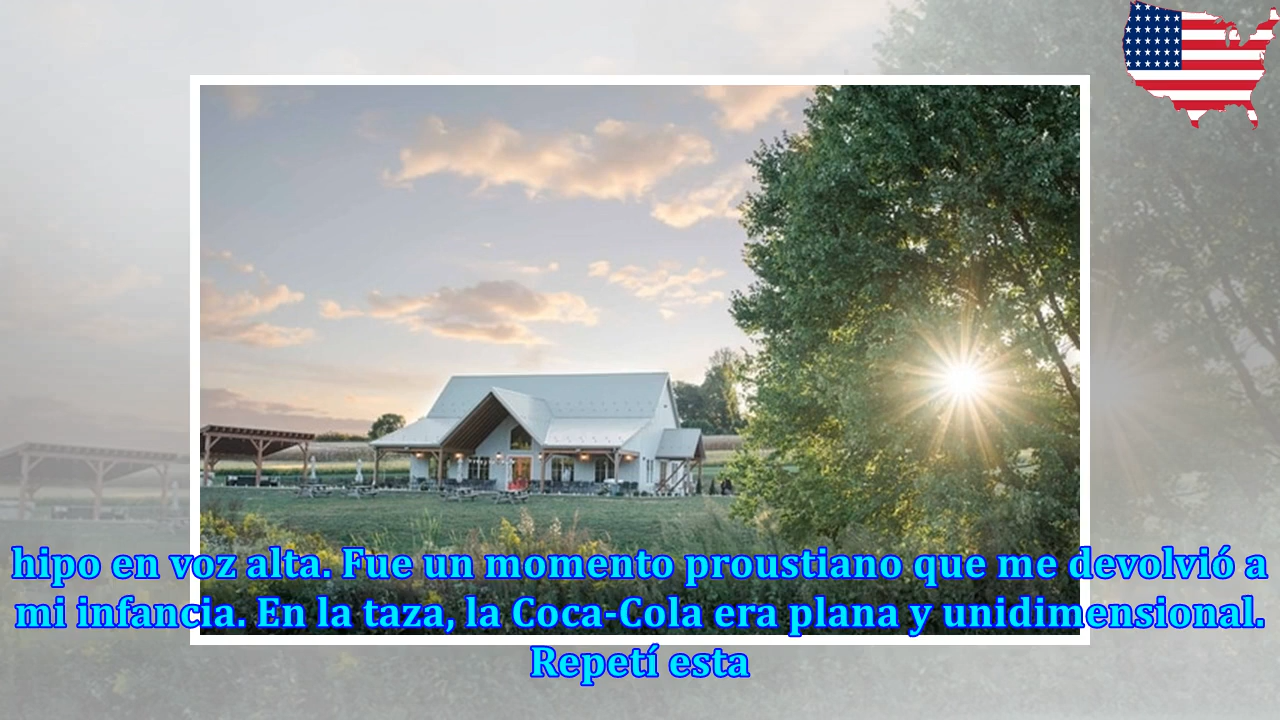 hipo en voz alta. Fue un momento proustiano que me devolvió a
mi infancia. En la taza, la Coca-Cola era plana y unidimensional.
Repetí esta